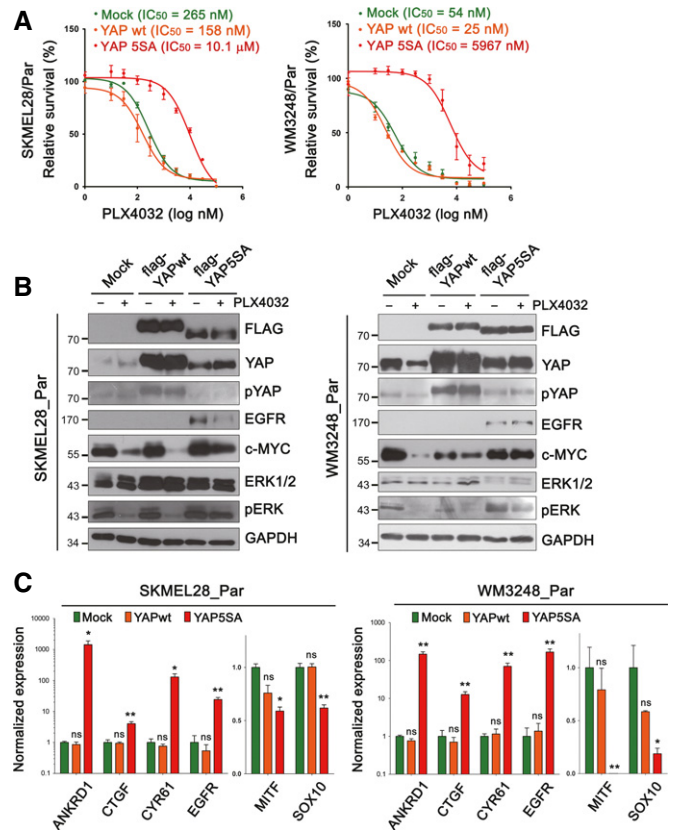 A
Mock (IC50 = 265 nM)
YAP wt (IC50 = 158 nM)
YAP 5SA (IC50 = 10.1 μM)
SKMEL28/Par
Relative survival (%)
150
100
50
0
0 2 4 6
PLX4032 (log nM)
Mock (IC50 = 54 nM)
YAP wt (IC50 = 25 nM)
YAP 5SA (IC50 = 5967 nM)
WM3248/Par
Relative survival (%)
150
100
50
0
0 2 4 6
PLX4032 (log nM)
B
Mock
flag-YAPwt
flag-YAP5SA
– + – + – + PLX4032
SKMEL28_Par
70 FLAG
70 YAP
70 pYAP
170 EGFR
55 c-MYC
43 ERK1/2
43 pERK
34 GAPDH
Mock
flag-YAPwt
flag-YAP5SA
– + – + – + PLX4032
WM3248_Par
70 FLAG
70 YAP
70 pYAP
170 EGFR
55 c-MYC
43 ERK1/2
43 pERK
34 GAPDH
C
SKMEL28_Par
Mock YAPwt YAP5SA
Normalized expression
10000
1000
100
10
1
0.1
ns * ns ** ns * ns **
ANKRD1 CTGF CYR61 EGFR
1.0
0.5
0.0
ns * ns **
MITF SOX10
WM3248_Par
Mock YAPwt YAP5SA
Normalized expression
1000
100
10
1
0.1
ns ** ns ** ns ** ns **
ANKRD1 CTGF CYR61 EGFR
1.0
0.5
0.0
ns ** ns *
MITF SOX10